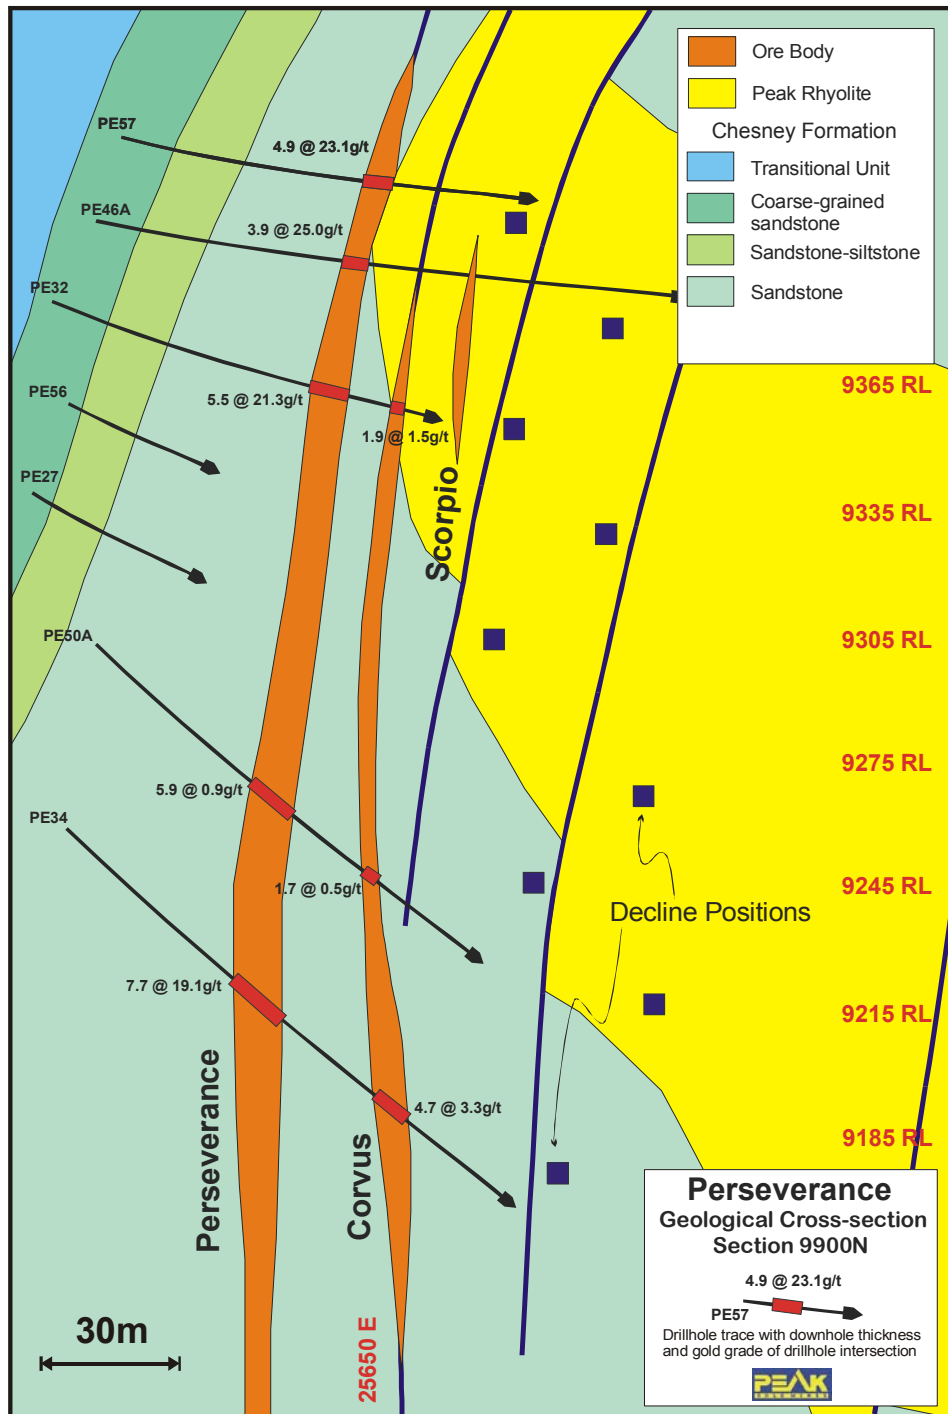 Ore Body
Peak Rhyolite
Chesney Formation
Transitional Unit
Coarse-grained
sandstone
Sandstone-siltstone
Sandstone
PE57
4.9 @ 23.1g/t
PE46A
3.9 @ 25.0g/t
PE32
5.5 @ 21.3g/t
1.9 @ 1.5g/t
PE56
PE27
Scorpio
9365 RL
9335 RL
9305 RL
PE50A
5.9 @ 0.9g/t
1.7 @ 0.5g/t
9275 RL
PE34
9245 RL
Decline Positions
7.7 @ 19.1g/t
9215 RL
4.7 @ 3.3g/t
Perseverance
Corvus
9185 RL
30m
25650 E
Perseverance
Geological Cross-section
Section 9900N
4.9 @ 23.1g/t
PE57
Drillhole trace with downhole thickness
and gold grade of drillhole intersection
PEAK
GOLD MINES